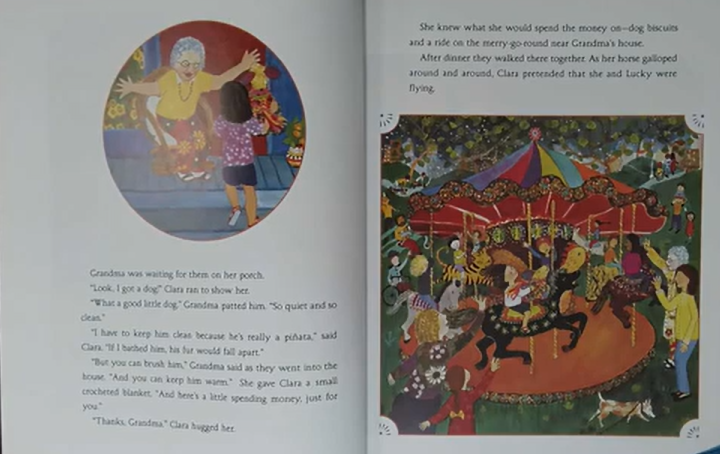 Grandma was waiting for them on her porch.
"Look, I got a dog!" Clara ran to show her.
"What a good little dog," Grandma patted him. "So quiet and so
clean."
"I have to keep him clean because he's really a piñata," said
Clara. "If I bathed him, his fur would fall apart."
"But you can brush him," Grandma said as they went into the
house. "And you can keep him warm." She gave Clara a small
crocheted blanket. "And here's a little spending money, just for
you."
"Thanks, Grandma." Clara hugged her.
She knew what she would spend the money on—dog biscuits
and a ride on the merry-go-round near Grandma's house.
After dinner they walked there together. As her horse galloped
around and around, Clara pretended that she and Lucky were
flying.